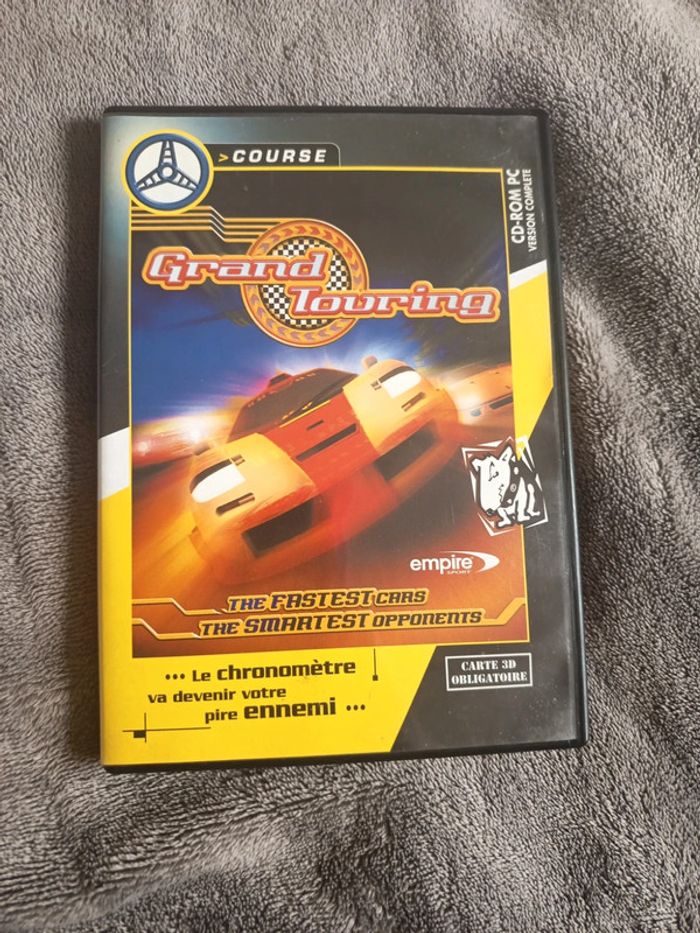 > COURSE
CD-ROM PC
VERSION COMPLETE
Grand
Touring
empire
SPORT
THE FASTEST CARS
THE SMARTEST OPPONENTS
... Le chronomètre
va devenir votre
pire ennemi ...
CARTE 3D
OBLIGATOIRE